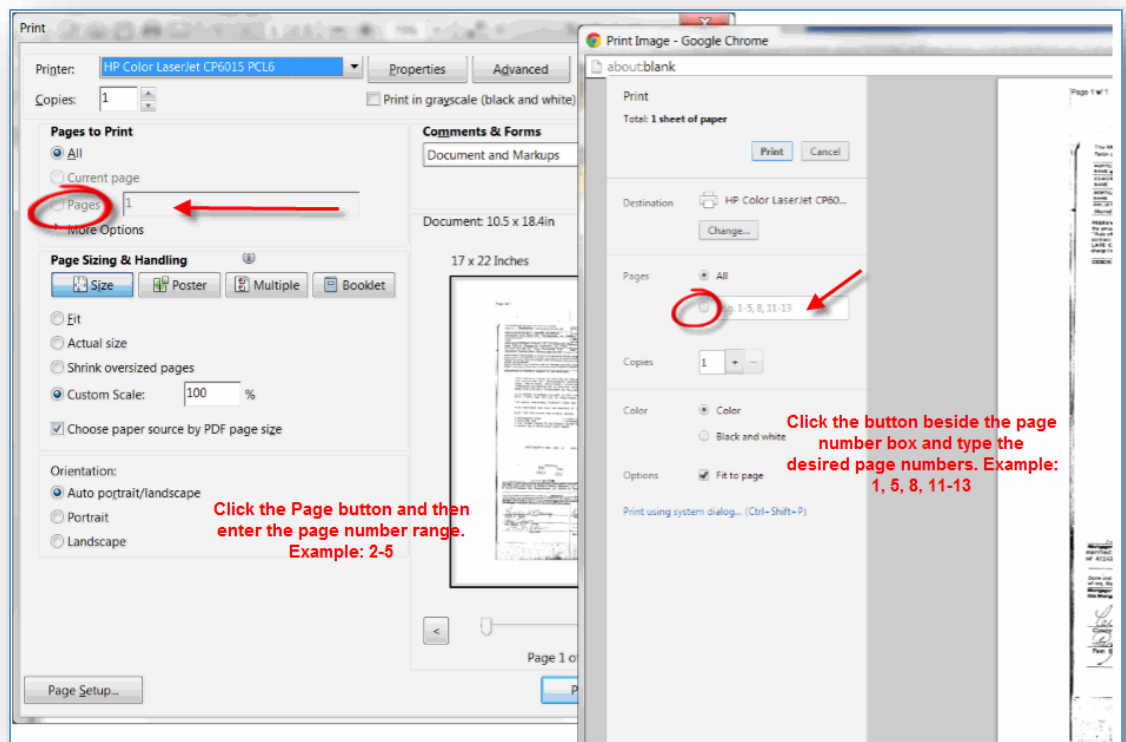 Print
Printer: HP Color LaserJet CP6015 PCL6 Properties Advanced
Copies: 1 Print in grayscale (black and white)
Pages to Print
All
Current page
Pages 1
More Options
Comments & Forms
Document and Markups
Document: 10.5 x 18.4in
17 x 22 Inches
Page Sizing & Handling
Size Poster Multiple Booklet
Fit
Actual size
Shrink oversized pages
Custom Scale: 100 %
Choose paper source by PDF page size
Orientation:
Auto portrait/landscape
Portrait
Landscape
Click the Page button and then
enter the page number range.
Example: 2-5
<
Page 1 of
Page Setup...
P
Print Image - Google Chrome
about:blank
Print
Total: 1 sheet of paper
Print Cancel
Destination HP Color LaserJet CP60...
Change...
Pages All
1-5, 8, 11-13
Copies 1 + −
Color Color
Black and white
Options Fit to page
Print using system dialog... (Ctrl+Shift+P)
Click the button beside the page
number box and type the
desired page numbers. Example:
1, 5, 8, 11-13
Page 1 of 1